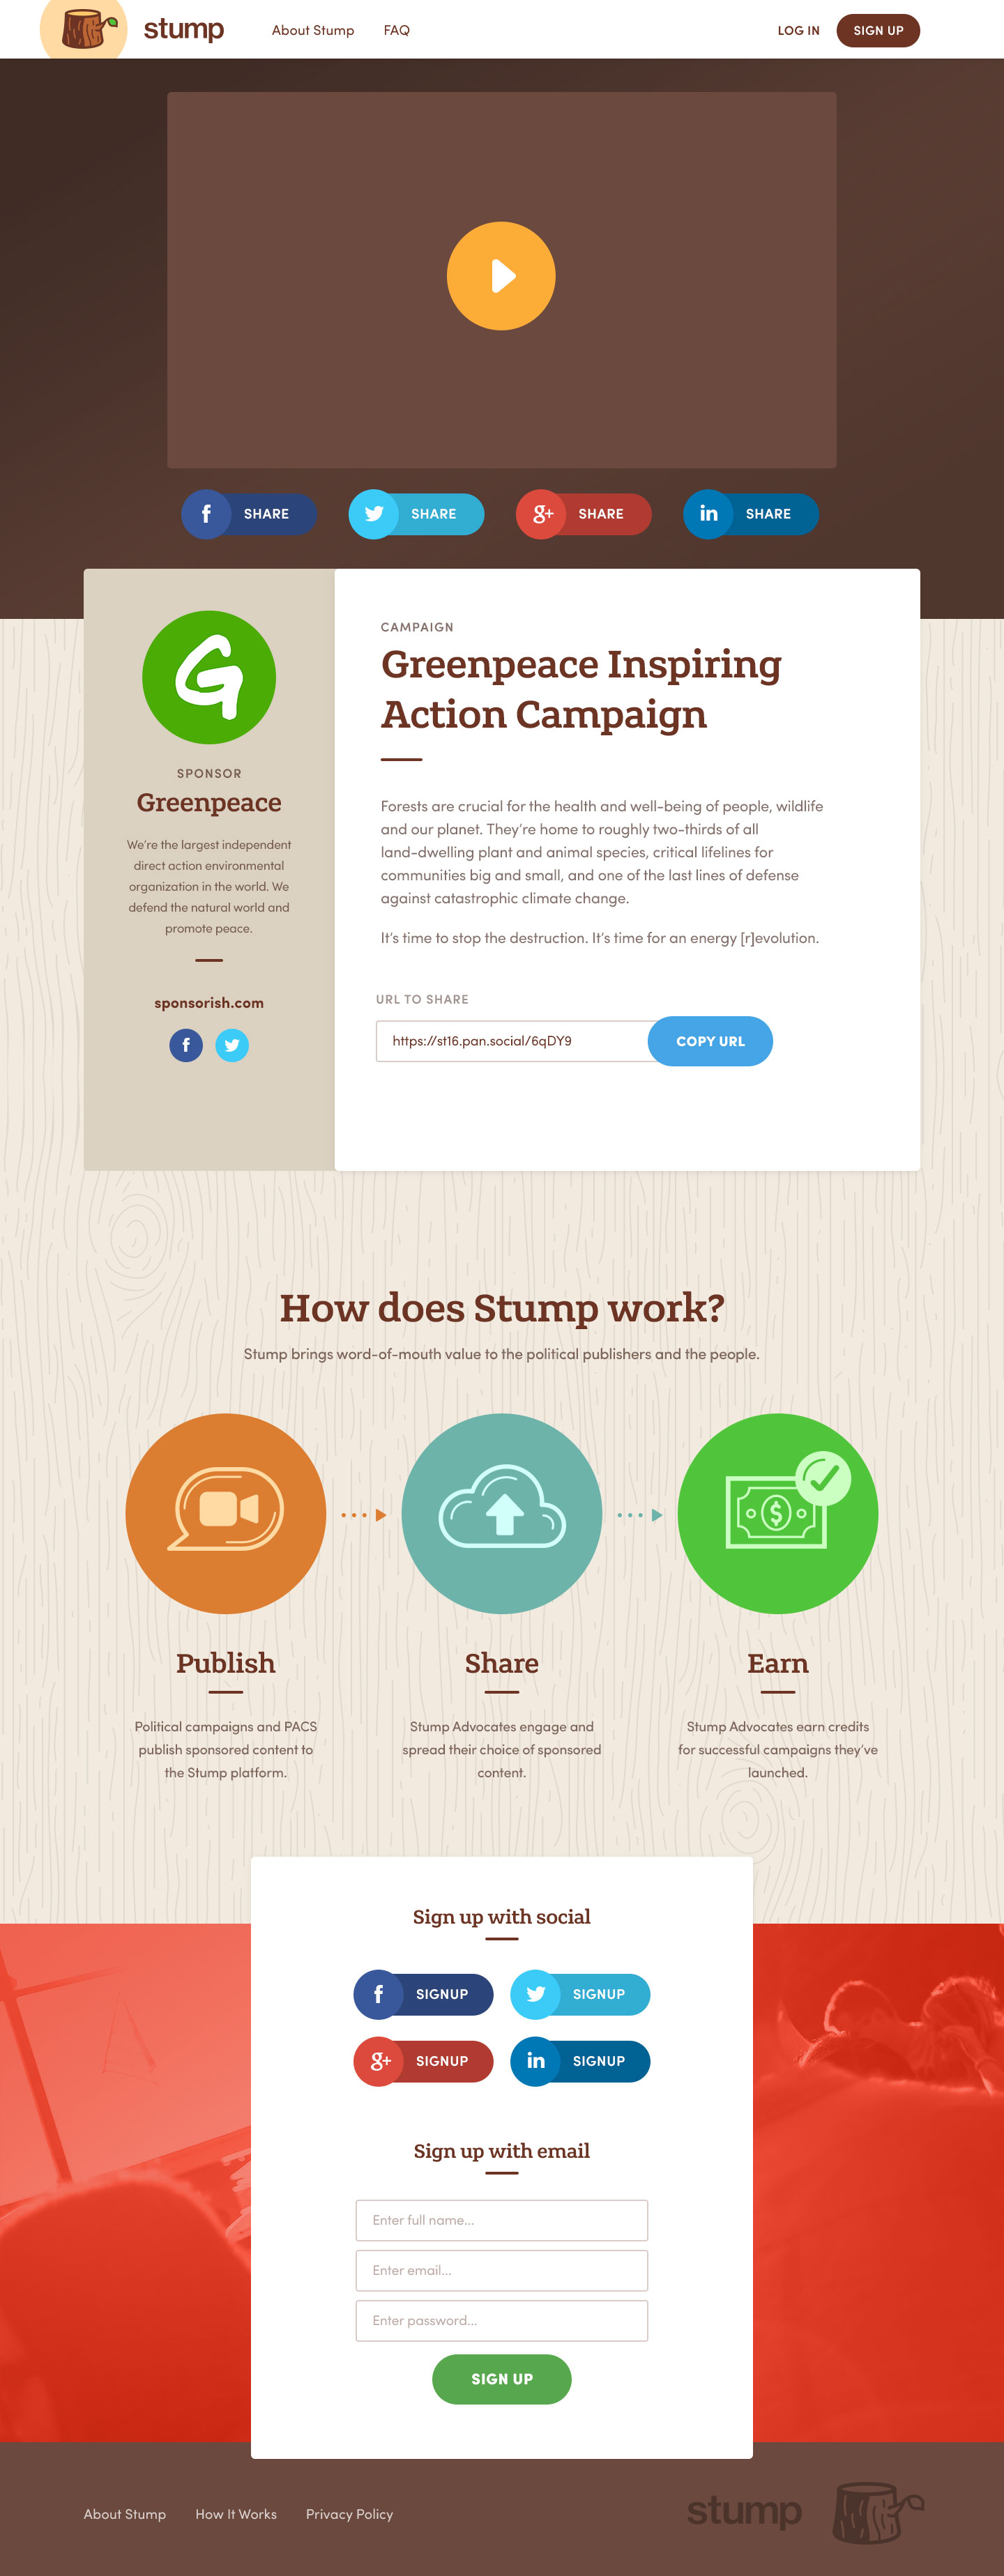 stump
About Stump
FAQ
LOG IN
SIGN UP
f SHARE
SHARE
g+ SHARE
in SHARE
G
SPONSOR
Greenpeace
We're the largest independent
direct action environmental
organization in the world. We
defend the natural world and
promote peace.
sponsorish.com
f
CAMPAIGN
Greenpeace Inspiring
Action Campaign
Forests are crucial for the health and well-being of people, wildlife
and our planet. They're home to roughly two-thirds of all
land-dwelling plant and animal species, critical lifelines for
communities big and small, and one of the last lines of defense
against catastrophic climate change.
It's time to stop the destruction. It's time for an energy [r]evolution.
URL TO SHARE
https://st16.pan.social/6qDY9
COPY URL
How does Stump work?
Stump brings word-of-mouth value to the political publishers and the people.
$
Publish
Political campaigns and PACS
publish sponsored content to
the Stump platform.
Share
Stump Advocates engage and
spread their choice of sponsored
content.
Earn
Stump Advocates earn credits
for successful campaigns they've
launched.
Sign up with social
f SIGNUP
SIGNUP
g+ SIGNUP
in SIGNUP
Sign up with email
Enter full name...
Enter email...
Enter password...
SIGN UP
About Stump
How It Works
Privacy Policy
stump